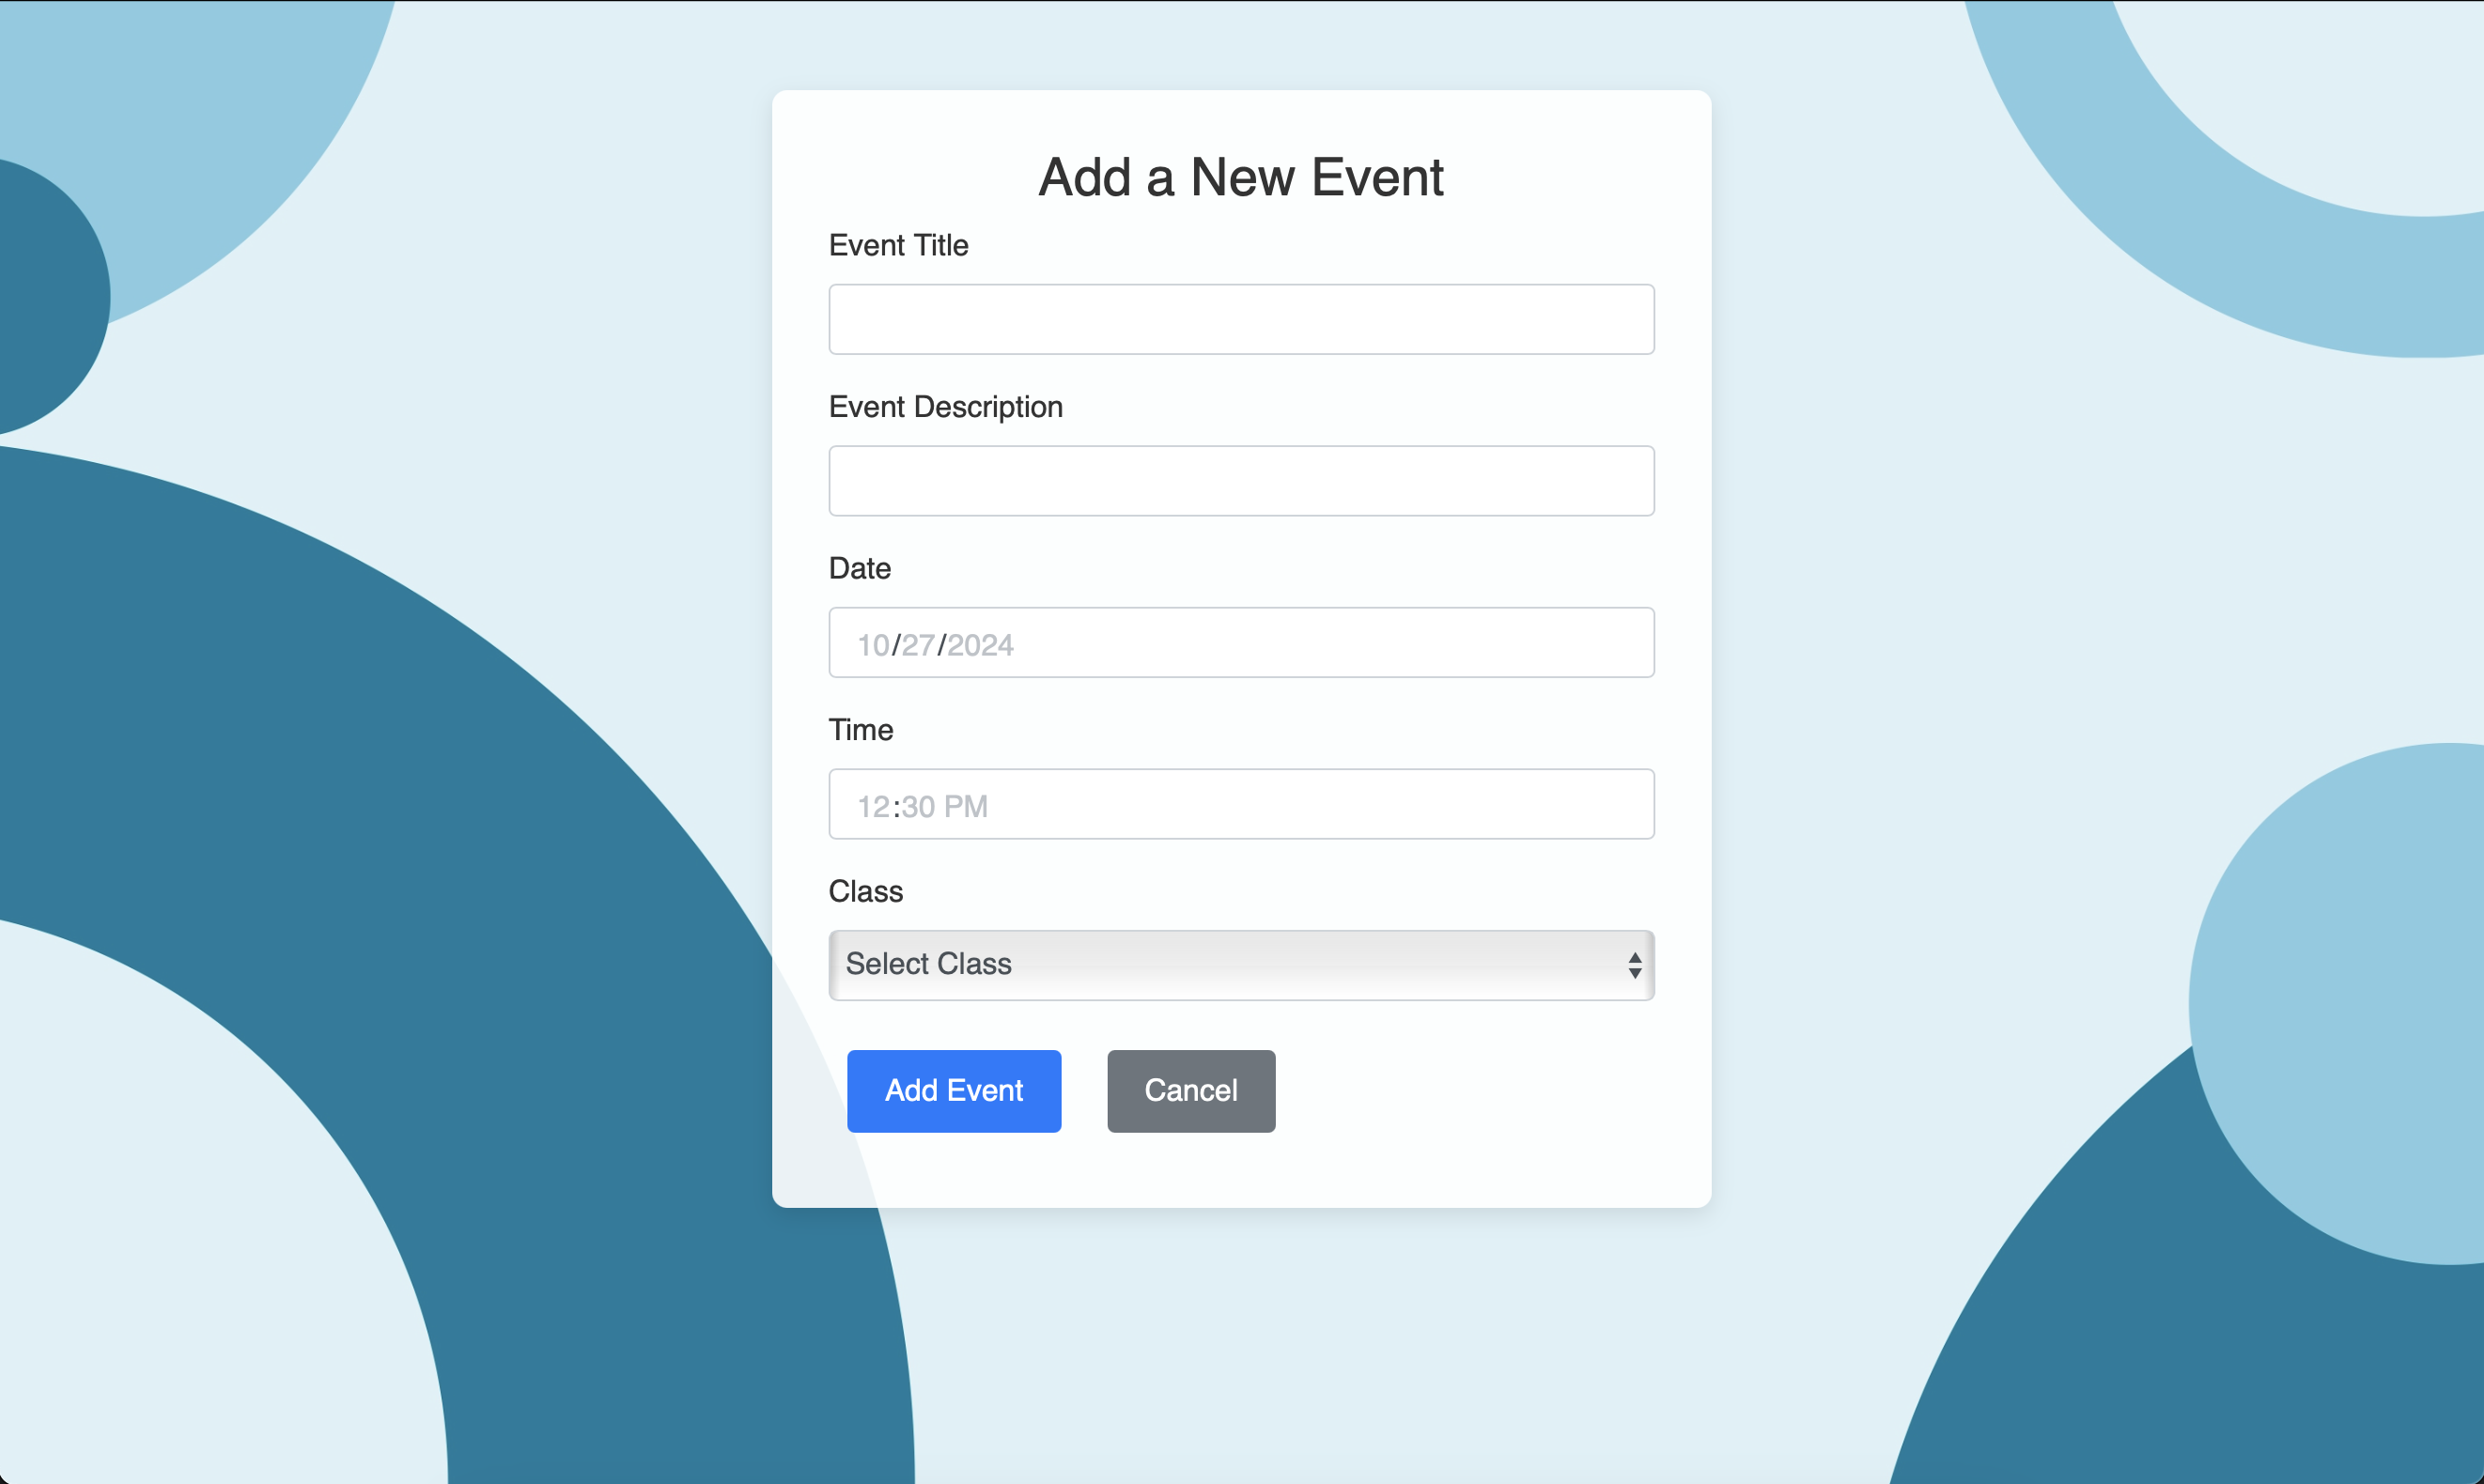 Add a New Event
Event Title
Event Description
Date
10/27/2024
Time
12:30 PM
Class
Select Class
Add Event
Cancel